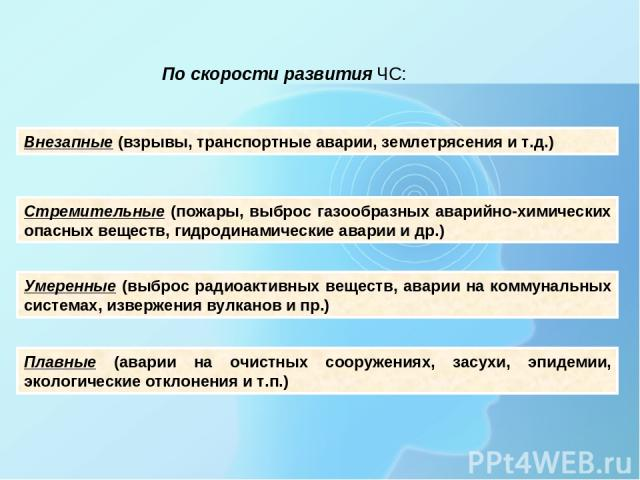 По скорости развития ЧС:
Внезапные (взрывы, транспортные аварии, землетрясения и т.д.)
Стремительные (пожары, выброс газообразных аварийно-химических
опасных веществ, гидродинамические аварии и др.)
Умеренные (выброс радиоактивных веществ, аварии на коммунальных
системах, извержения вулканов и пр.)
Плавные (аварии на очистных сооружениях, засухи, эпидемии,
экологические отклонения и т.п.)
PPt4WEB.ru